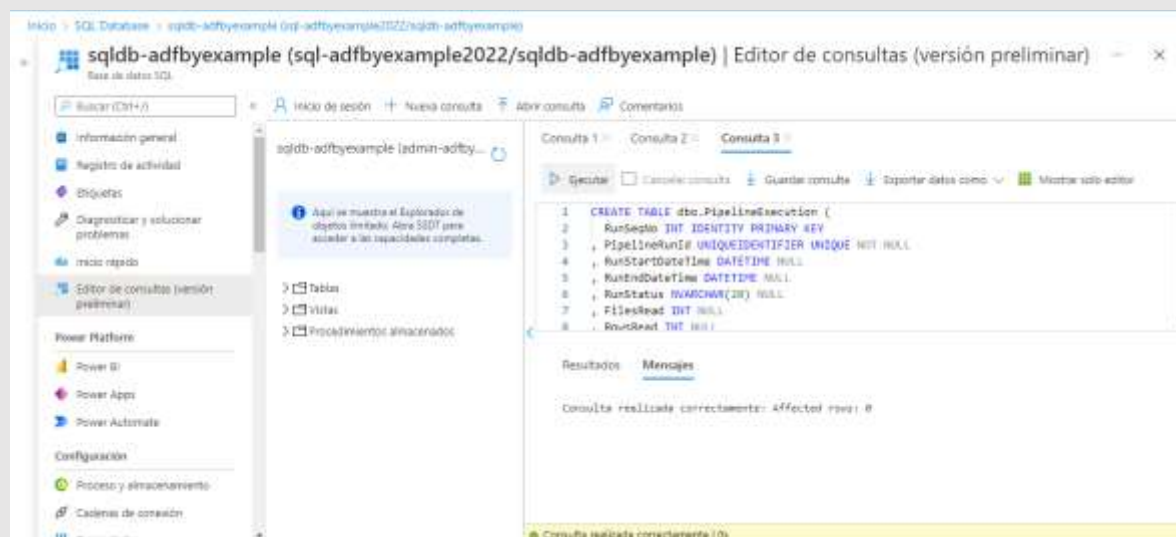 Inicio > SQL Database > sqldb-adfbyexample (sql-adfbyexample2022/sqldb-adfbyexample)
sqldb-adfbyexample (sql-adfbyexample2022/sqldb-adfbyexample) | Editor de consultas (versión preliminar)
Base de datos SQL
Buscar (Ctrl+/)
Información general
Registro de actividad
Etiquetas
Diagnosticar y solucionar
problemas
Inicio rápido
Editor de consultas (versión
preliminar)
Power Platform
Power BI
Power Apps
Power Automate
Configuración
Proceso y almacenamiento
Cadenas de conexión
Inicio de sesión
Nueva consulta
Abrir consulta
Comentarios
sqldb-adfbyexample (admin-adfby...
Aquí se muestra el Explorador de
objetos limitado. Abra SSDT para
acceder a las capacidades completas.
Tablas
Vistas
Procedimientos almacenados
Consulta 1
Consulta 2
Consulta 3
Ejecutar
Cancelar consulta
Guardar consulta
Exportar datos como
Mostrar solo editor
1 CREATE TABLE dbo.PipelineExecution (
2 RunSeqNo INT IDENTITY PRIMARY KEY
3 , PipelineRunId UNIQUEIDENTIFIER UNIQUE NOT NULL
4 , RunStartDateTime DATETIME NULL
5 , RunEndDateTime DATETIME NULL
6 , RunStatus NVARCHAR(20) NULL
7 , FilesRead INT NULL
8 , RowsRead INT NULL
Resultados
Mensajes
Consulta realizada correctamente: Affected rows: 0
Consulta realizada correctamente